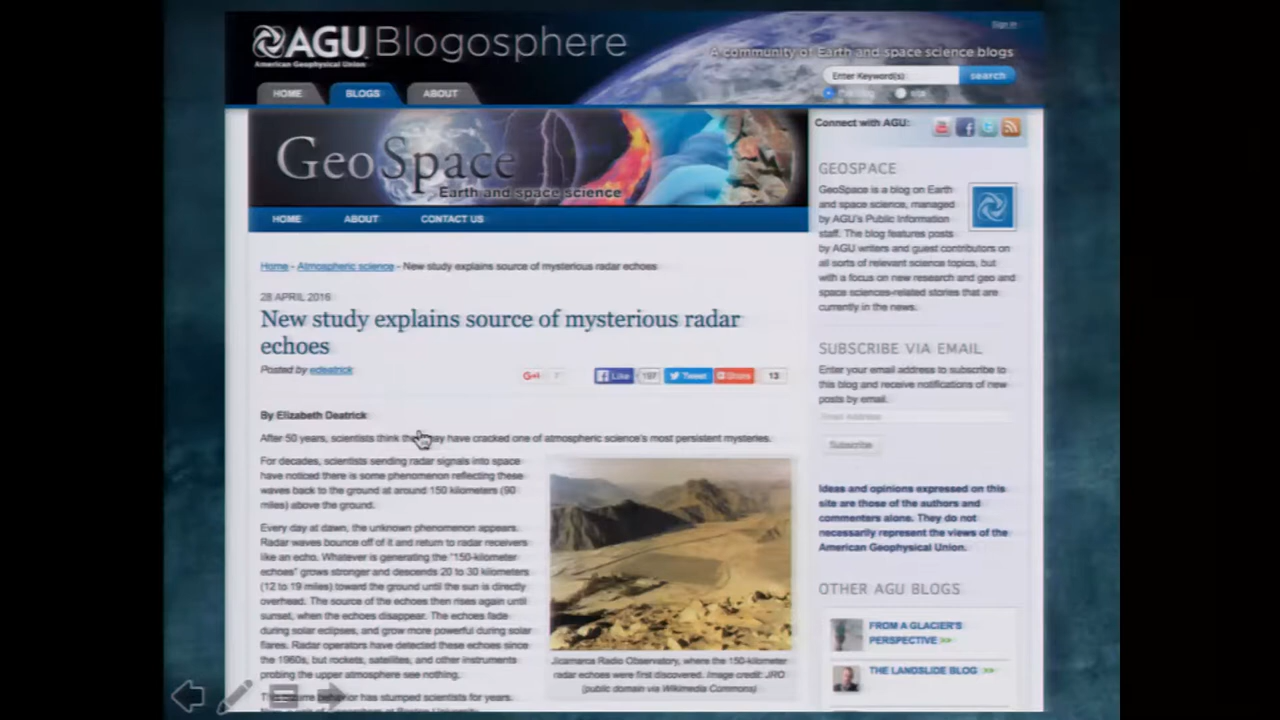 Sign in
AGU Blogosphere
American Geophysical Union
A community of Earth and space science blogs
Enter Keyword(s) search
HOME BLOGS ABOUT
GeoSpace
Earth and space science
HOME ABOUT CONTACT US
Home - Atmospheric science - New study explains source of mysterious radar echoes
28 APRIL 2016
New study explains source of mysterious radar
echoes
Posted by edeatrick
Like 197 Tweet Share 13
By Elizabeth Deatrick
After 50 years, scientists think may have cracked one of atmospheric science's most persistent mysteries.
For decades, scientists sending radar signals into space
have noticed there is some phenomenon reflecting these
waves back to the ground at around 150 kilometers (90
miles) above the ground.
Every day at dawn, the unknown phenomenon appears.
Radar waves bounce off of it and return to radar receivers
like an echo. Whatever is generating the "150-kilometer
echoes" grows stronger and descends 20 to 30 kilometers
(12 to 19 miles) toward the ground until the sun is directly
overhead. The source of the echoes then rises again until
sunset, when the echoes disappear. The echoes fade
during solar eclipses, and grow more powerful during solar
flares. Radar operators have detected these echoes since
the 1960s, but rockets, satellites, and other instruments
probing the upper atmosphere see nothing.
behavior has stumped scientists for years.
Jicamarca Radio Observatory, where the 150-kilometer
radar echoes were first discovered. Image credit: JRO
(public domain via Wikimedia Commons)
Connect with AGU:
GEOSPACE
GeoSpace is a blog on Earth
and space science, managed
by AGU's Public Information
staff. The blog features posts
by AGU writers and guest contributors on
all sorts of relevant science topics, but
with a focus on new research and geo and
space sciences-related stories that are
currently in the news.
SUBSCRIBE VIA EMAIL
Enter your email address to subscribe to
this blog and receive notifications of new
posts by email.
Email Address
Subscribe
Ideas and opinions expressed on this
site are those of the authors and
commenters alone. They do not
necessarily represent the views of the
American Geophysical Union.
OTHER AGU BLOGS
FROM A GLACIER'S
PERSPECTIVE >>
THE LANDSLIDE BLOG >>